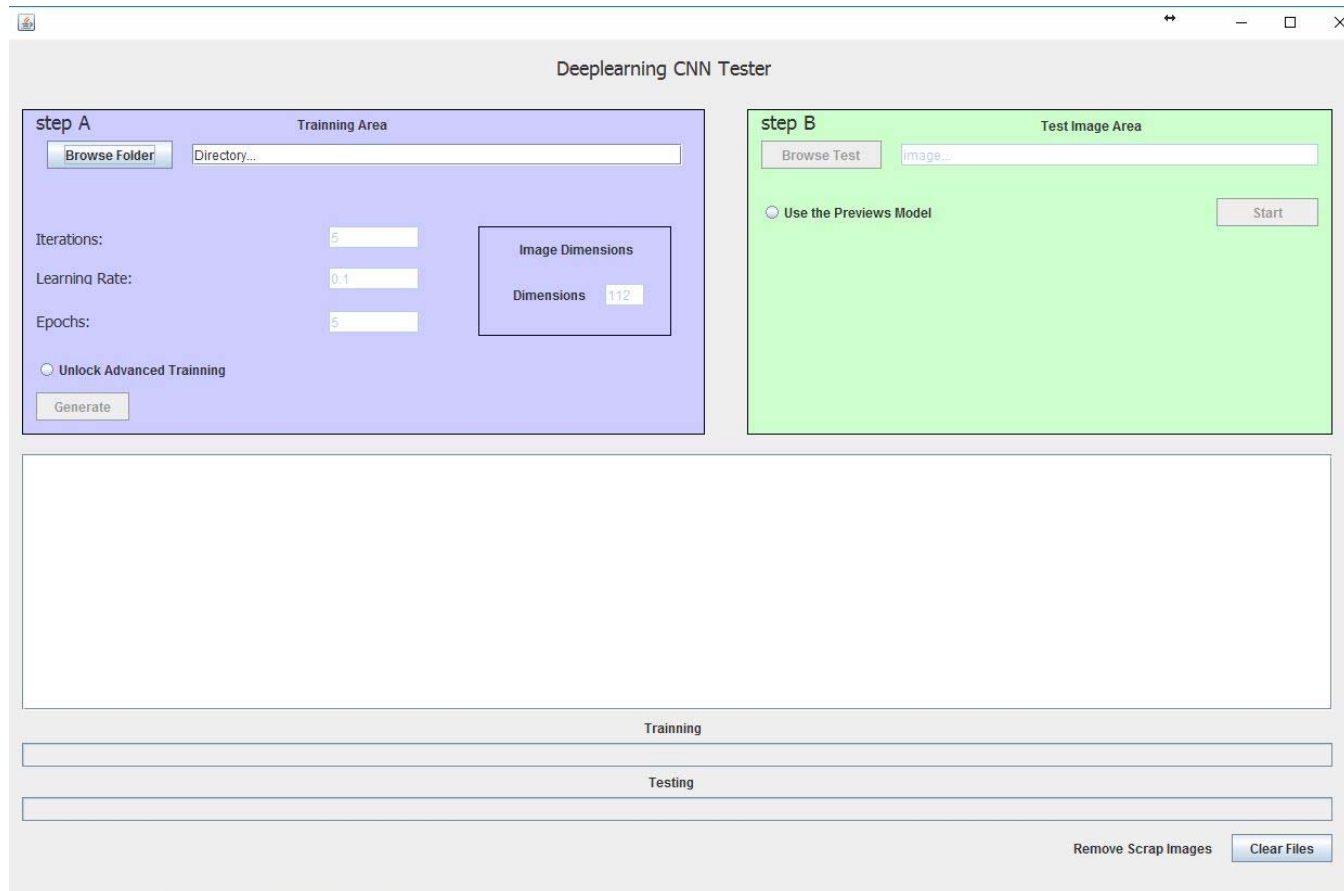 Deeplearning CNN Tester
step A
Trainning Area
Browse Folder
Directory...
Iterations:
5
Learning Rate:
0.1
Epochs:
5
Image Dimensions
Dimensions
112
Unlock Advanced Trainning
Generate
step B
Test Image Area
Browse Test
image...
Use the Previews Model
Start
Trainning
Testing
Remove Scrap Images
Clear Files